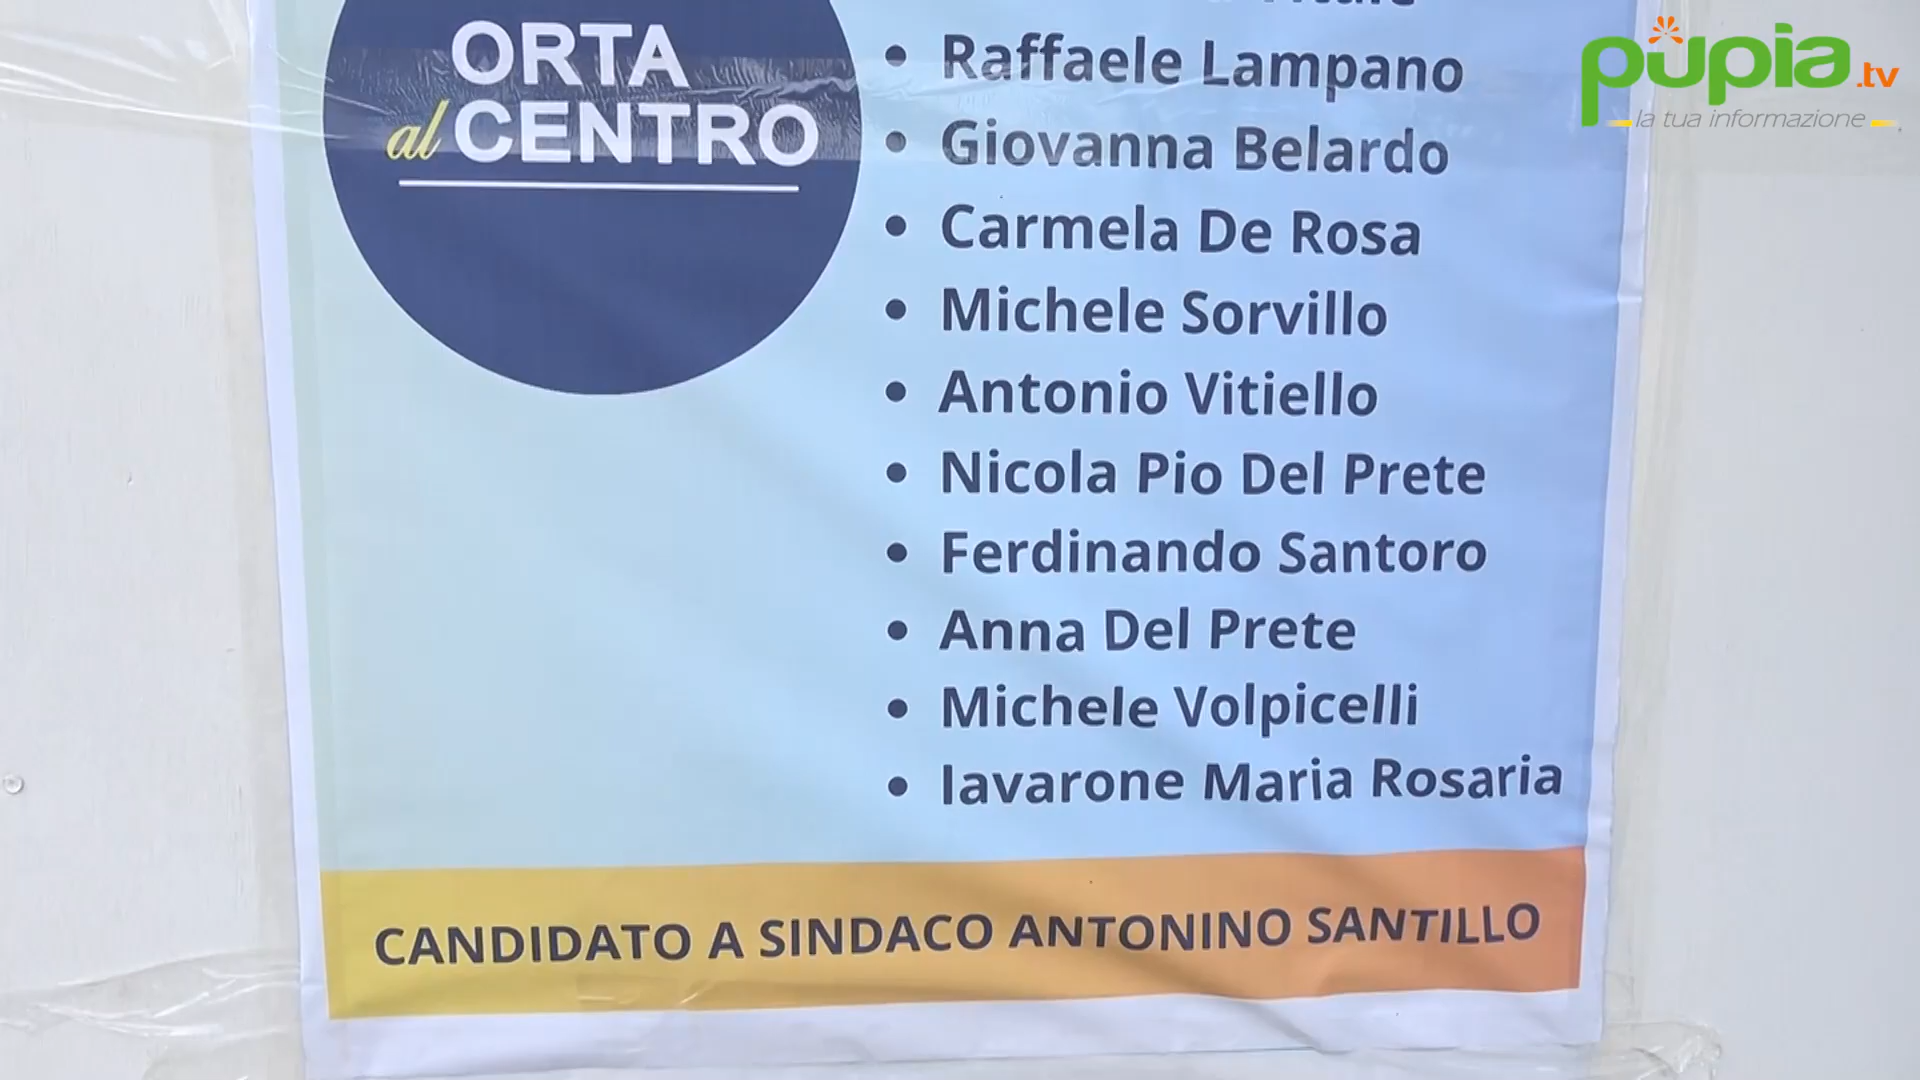 pupia.tv
la tua informazione
ORTA
al CENTRO
• Raffaele Lampano
• Giovanna Belardo
• Carmela De Rosa
• Michele Sorvillo
• Antonio Vitiello
• Nicola Pio Del Prete
• Ferdinando Santoro
• Anna Del Prete
• Michele Volpicelli
• Iavarone Maria Rosaria
CANDIDATO A SINDACO ANTONINO SANTILLO